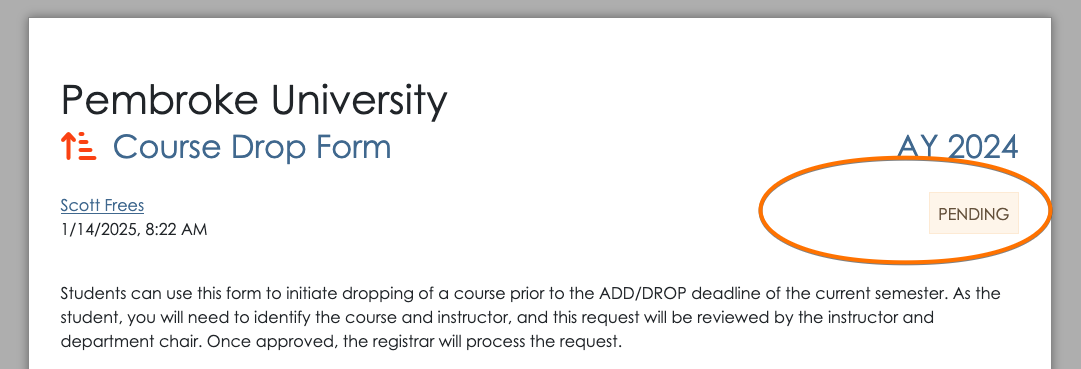 Pembroke University
Course Drop Form AY 2024
Scott Frees
1/14/2025, 8:22 AM
PENDING
Students can use this form to initiate dropping of a course prior to the ADD/DROP deadline of the current semester. As the
student, you will need to identify the course and instructor, and this request will be reviewed by the instructor and
department chair. Once approved, the registrar will process the request.